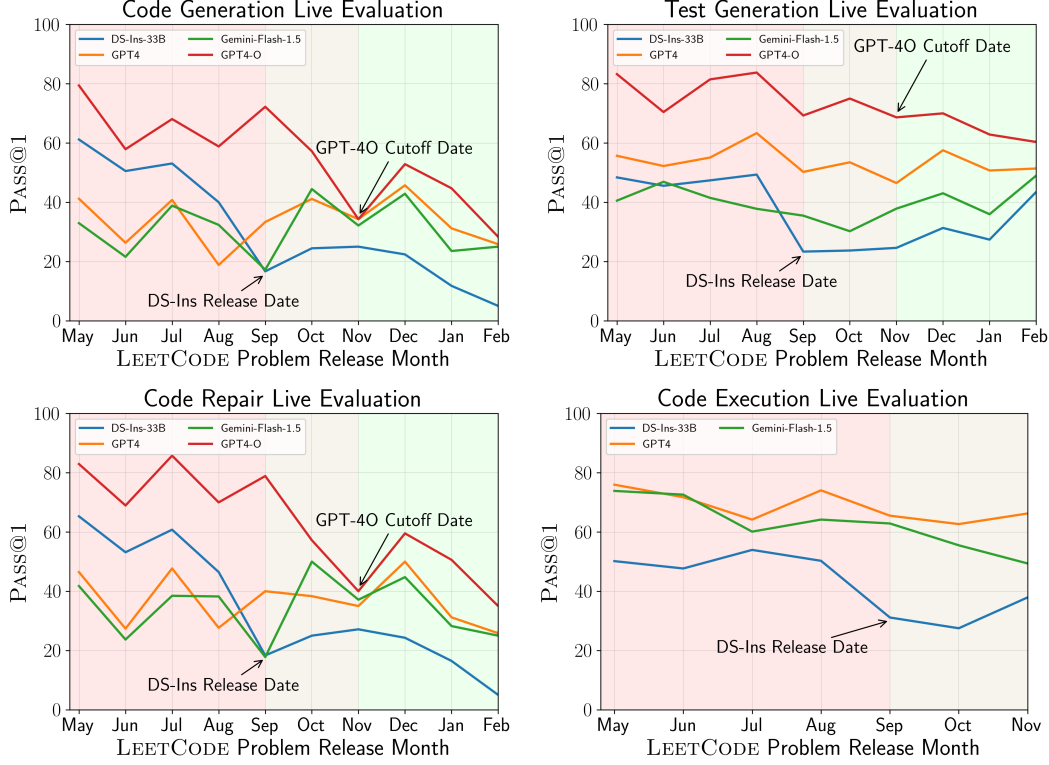 Code Generation Live Evaluation
DS-Ins-33B
GPT4
Gemini-Flash-1.5
GPT4-O
GPT-4O Cutoff Date
DS-Ins Release Date
Pass@1
100
80
60
40
20
0
May Jun Jul Aug Sep Oct Nov Dec Jan Feb
LeetCode Problem Release Month
Test Generation Live Evaluation
DS-Ins-33B
GPT4
Gemini-Flash-1.5
GPT4-O
GPT-4O Cutoff Date
DS-Ins Release Date
Pass@1
100
80
60
40
20
0
May Jun Jul Aug Sep Oct Nov Dec Jan Feb
LeetCode Problem Release Month
Code Repair Live Evaluation
DS-Ins-33B
GPT4
Gemini-Flash-1.5
GPT4-O
GPT-4O Cutoff Date
DS-Ins Release Date
Pass@1
100
80
60
40
20
0
May Jun Jul Aug Sep Oct Nov Dec Jan Feb
LeetCode Problem Release Month
Code Execution Live Evaluation
DS-Ins-33B
GPT4
Gemini-Flash-1.5
DS-Ins Release Date
Pass@1
100
80
60
40
20
0
May Jun Jul Aug Sep Oct Nov
LeetCode Problem Release Month